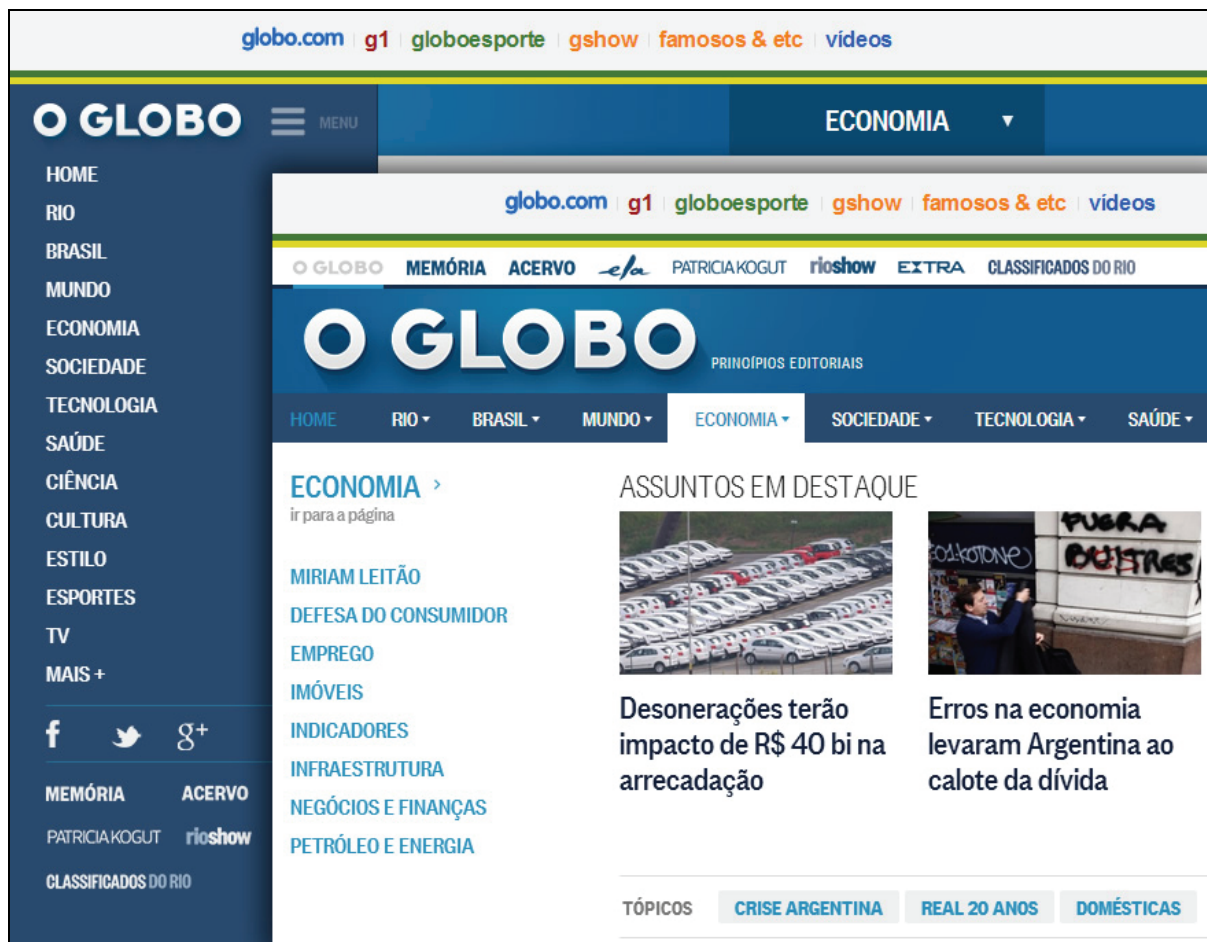 globo.com g1 globoesporte gshow famosos & etc vídeos
O GLOBO MENU
ECONOMIA
HOME
RIO
BRASIL
MUNDO
ECONOMIA
SOCIEDADE
TECNOLOGIA
SAÚDE
CIÊNCIA
CULTURA
ESTILO
ESPORTES
TV
MAIS +
f g+
MEMÓRIA ACERVO
PATRICIA KOGUT rioshow
CLASSIFICADOS DO RIO
globo.com g1 globoesporte gshow famosos & etc vídeos
O GLOBO MEMÓRIA ACERVO ela PATRICIA KOGUT rioshow EXTRA CLASSIFICADOS DO RIO
O GLOBO PRINCÍPIOS EDITORIAIS
HOME RIO BRASIL MUNDO ECONOMIA SOCIEDADE TECNOLOGIA SAÚDE
ECONOMIA ›
ir para a página
MIRIAM LEITÃO
DEFESA DO CONSUMIDOR
EMPREGO
IMÓVEIS
INDICADORES
INFRAESTRUTURA
NEGÓCIOS E FINANÇAS
PETRÓLEO E ENERGIA
ASSUNTOS EM DESTAQUE
Desonerações terão
impacto de R$ 40 bi na
arrecadação
FUERA
BUITRES
Erros na economia
levaram Argentina ao
calote da dívida
TÓPICOS CRISE ARGENTINA REAL 20 ANOS DOMÉSTICAS